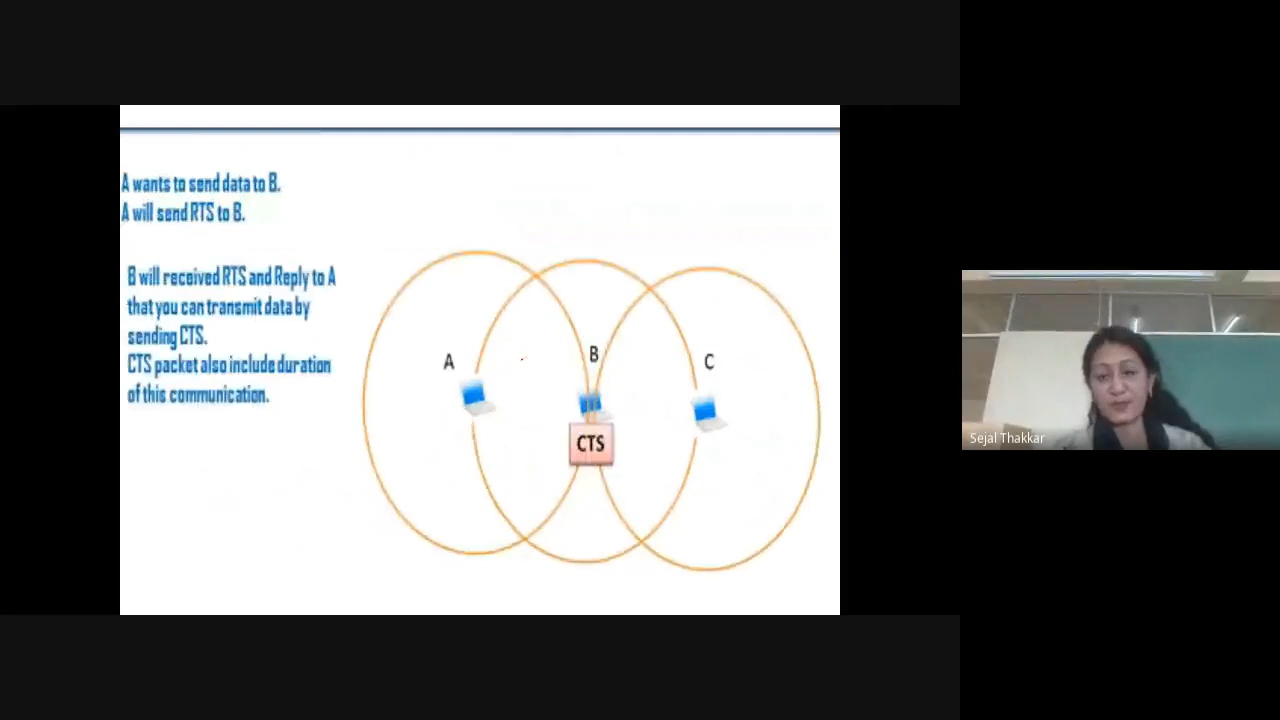 A wants to send data to B.
A will send RTS to B.
B will received RTS and Reply to A
that you can transmit data by
sending CTS.
CTS packet also include duration
of this communication.
A
B
C
CTS
Sejal Thakkar